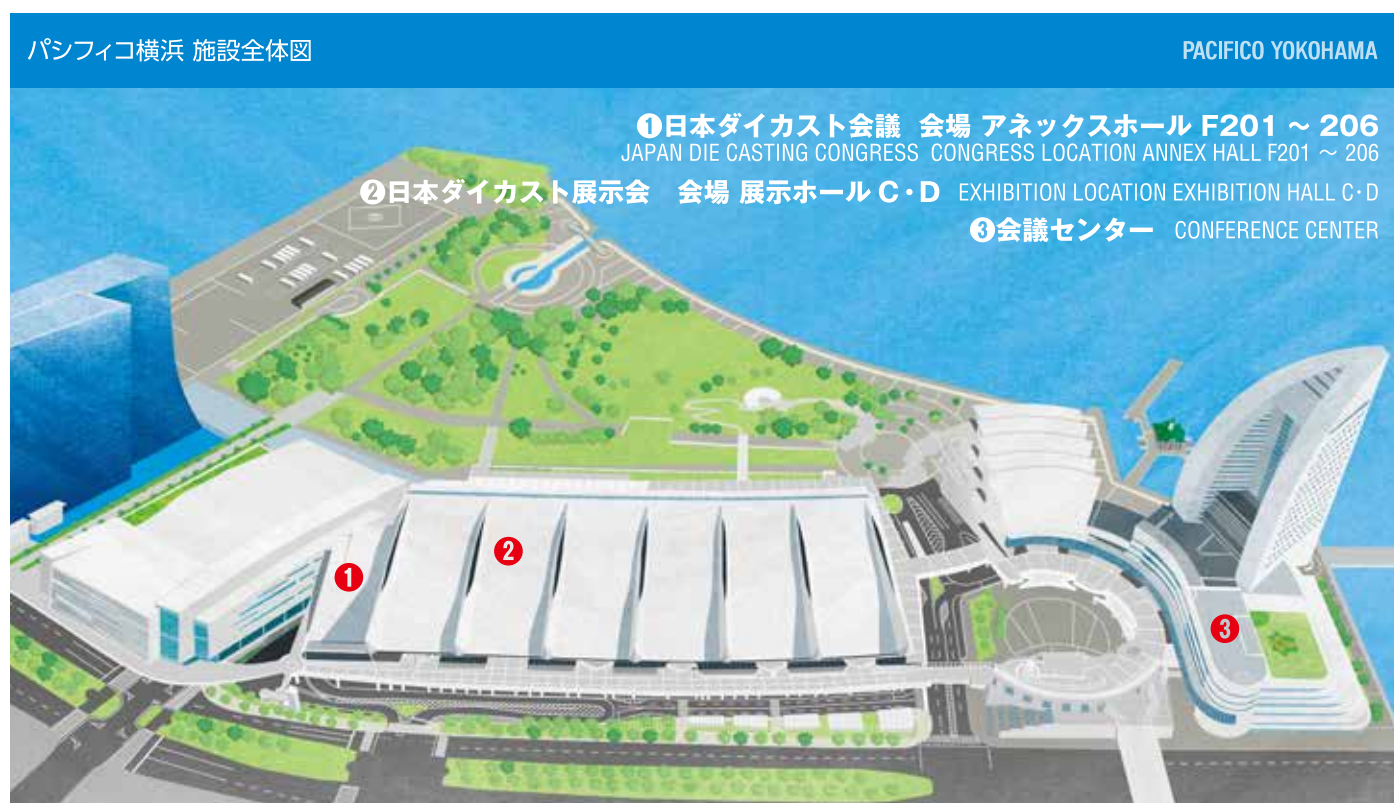 パシフィコ横浜 施設全体図
PACIFICO YOKOHAMA
❶日本ダイカスト会議 会場 アネックスホール F201 ～ 206
JAPAN DIE CASTING CONGRESS CONGRESS LOCATION ANNEX HALL F201 ～ 206
❷日本ダイカスト展示会 会場 展示ホール C・D EXHIBITION LOCATION EXHIBITION HALL C・D
❸会議センター CONFERENCE CENTER
❷
❶
❸